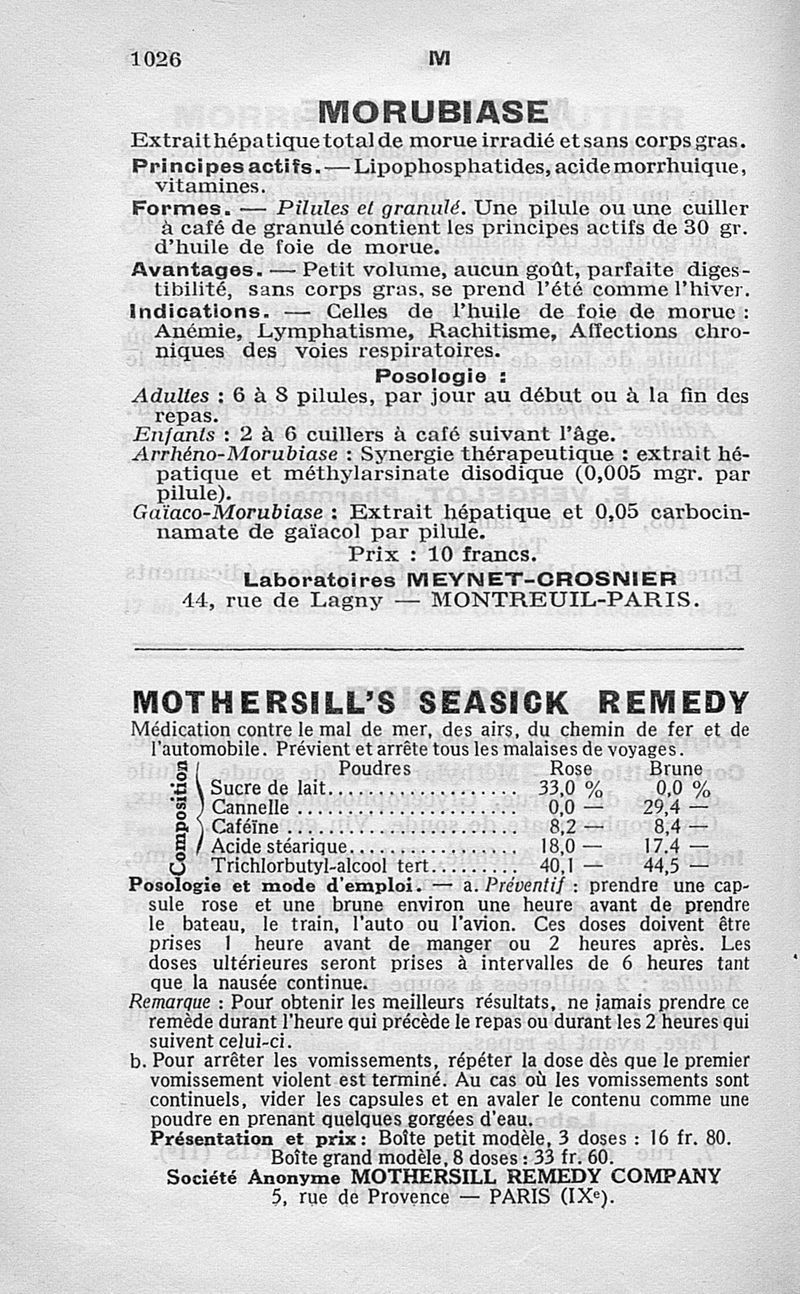 1026 M
MORUBIASE
Extrait hépatique total de morue irradié et sans corps gras.
Principes actifs. — Lipophosphatides, acide morrhuique,
vitamines.
Formes. — Pilules et granulé. Une pilule ou une cuiller
à café de granulé contient les principes actifs de 30 gr.
d'huile de foie de morue.
Avantages. — Petit volume, aucun goût, parfaite diges-
tibilité, sans corps gras, se prend l'été comme l'hiver.
Indications. — Celles de l'huile de foie de morue :
Anémie, Lymphatisme, Rachitisme, Affections chro-
niques des voies respiratoires.
Posologie :
Adultes : 6 à 8 pilules, par jour au début ou à la fin des
repas.
Enfants : 2 à 6 cuillers à café suivant l'âge.
Arrhéno-Morubiase : Synergie thérapeutique : extrait hé-
patique et méthylarsinate disodique (0,005 mgr. par
pilule).
Gaïaco-Morubiase : Extrait hépatique et 0,05 carbocin-
namate de gaïacol par pilule.
Prix : 10 francs.
Laboratoires MEYNET-CROSNIER
44, rue de Lagny — MONTREUIL-PARIS.
MOTHERSILL'S SEASICK REMEDY
Médication contre le mal de mer, des airs, du chemin de fer et de
l'automobile. Prévient et arrête tous les malaises de voyages.
Composition
Poudres Rose Brune
Sucre de lait.................... 33,0 % 0,0 %
Cannelle ........................ 0,0 — 29,4 —
Caféine ......................... 8,2 — 8,4 —
Acide stéarique.................. 18,0 — 17.4 —
Trichlorbutyl-alcool tert......... 40,1 — 44,5 —
Posologie et mode d'emploi. — a. Préventif : prendre une cap-
sule rose et une brune environ une heure avant de prendre
le bateau, le train, l'auto ou l'avion. Ces doses doivent être
prises 1 heure avant de manger ou 2 heures après. Les
doses ultérieures seront prises à intervalles de 6 heures tant
que la nausée continue.
Remarque : Pour obtenir les meilleurs résultats, ne jamais prendre ce
remède durant l'heure qui précède le repas ou durant les 2 heures qui
suivent celui-ci.
b. Pour arrêter les vomissements, répéter la dose dès que le premier
vomissement violent est terminé. Au cas où les vomissements sont
continuels, vider les capsules et en avaler le contenu comme une
poudre en prenant quelques gorgées d'eau.
Présentation et prix : Boîte petit modèle, 3 doses : 16 fr. 80.
Boîte grand modèle, 8 doses : 33 fr. 60.
Société Anonyme MOTHERSILL REMEDY COMPANY
5, rue de Provence — PARIS (IXe).